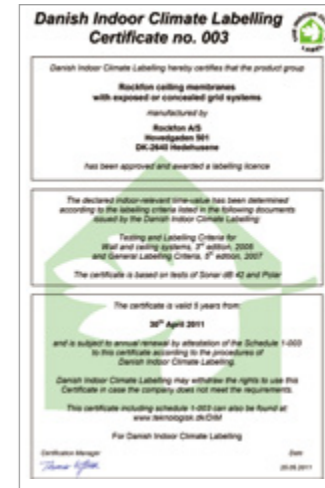 Danish Indoor Climate Labelling
Certificate no. 003
Danish Indoor Climate Labelling hereby certifies that the product group
Rockfon ceiling membranes
with exposed or concealed grid systems
manufactured by
Rockfon A/S
Hovedgaden 501
DK-2640 Hedehusene
has been approved and awarded a labelling licence
The declared indoor-relevant time-value has been determined
according to the labelling criteria listed in the following documents
issued by the Danish Indoor Climate Labelling:
Testing and Labelling Criteria for
Wall and ceiling systems, 3rd edition, 2008
and General Labelling Criteria, 5th edition, 2007
The certificate is based on tests of Sonar dB 42 and Polar
The certificate is valid 5 years from:
30th April 2011
and is subject to annual renewal by attestation of the Schedule 1-003
to this certificate according to the procedures of
Danish Indoor Climate Labelling.
Danish Indoor Climate Labelling may withdraw the rights to use this
Certificate in case the company does not meet the requirements.
This certificate including schedule 1-003 can also be found at:
www.teknologisk.dk/DIM
For Danish Indoor Climate Labelling
Certification Manager
Date
20.05.2011